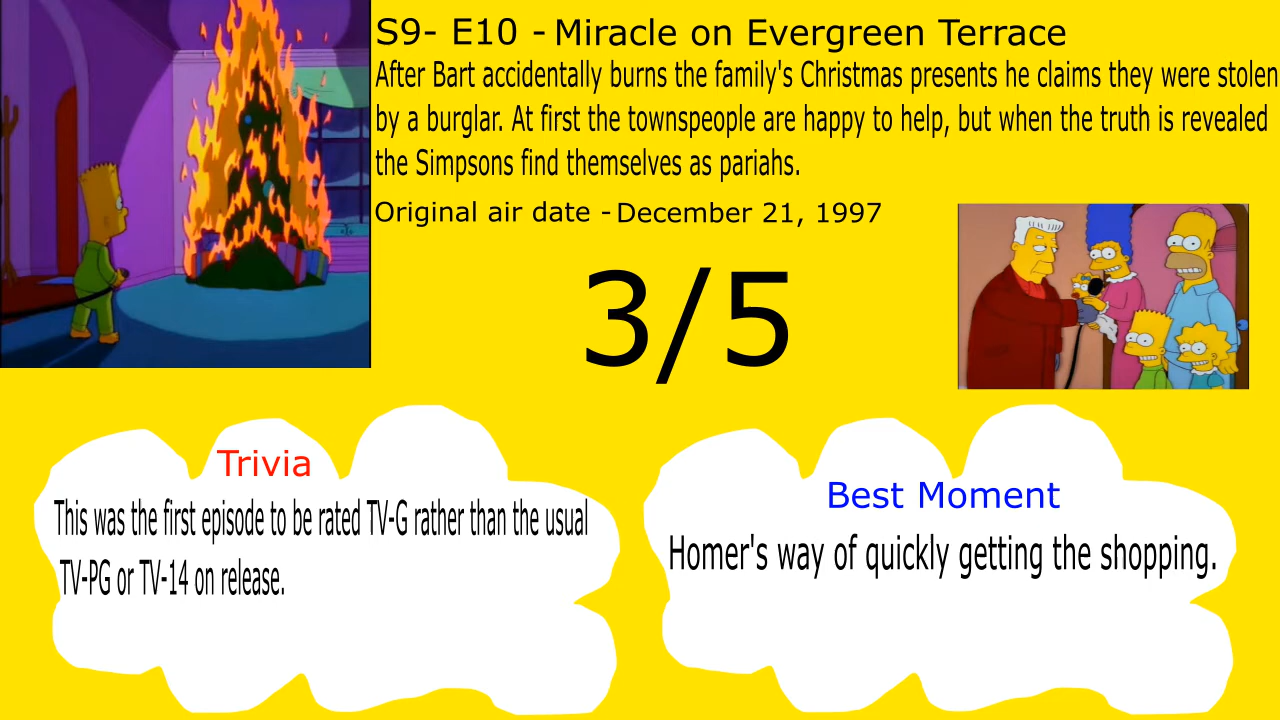 S9- E10 - Miracle on Evergreen Terrace
After Bart accidentally burns the family's Christmas presents he claims they were stolen
by a burglar. At first the townspeople are happy to help, but when the truth is revealed
the Simpsons find themselves as pariahs.
Original air date - December 21, 1997
3/5
Trivia
This was the first episode to be rated TV-G rather than the usual
TV-PG or TV-14 on release.
Best Moment
Homer's way of quickly getting the shopping.